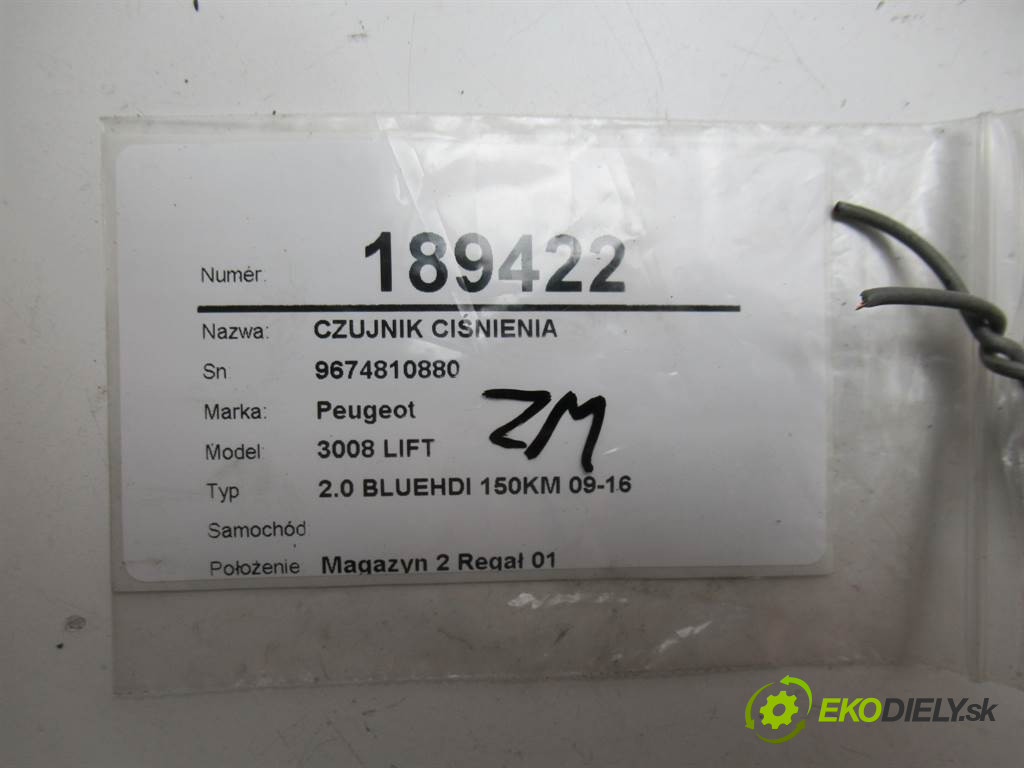 Numer: 189422
Nazwa: CZUJNIK CIŚNIENIA
Sn 9674810880
Marka: Peugeot
ZM
Model 3008 LIFT
Typ 2.0 BLUEHDI 150KM 09-16
Samochód
Położenie Magazyn 2 Regał 01
EKODIELY.sk